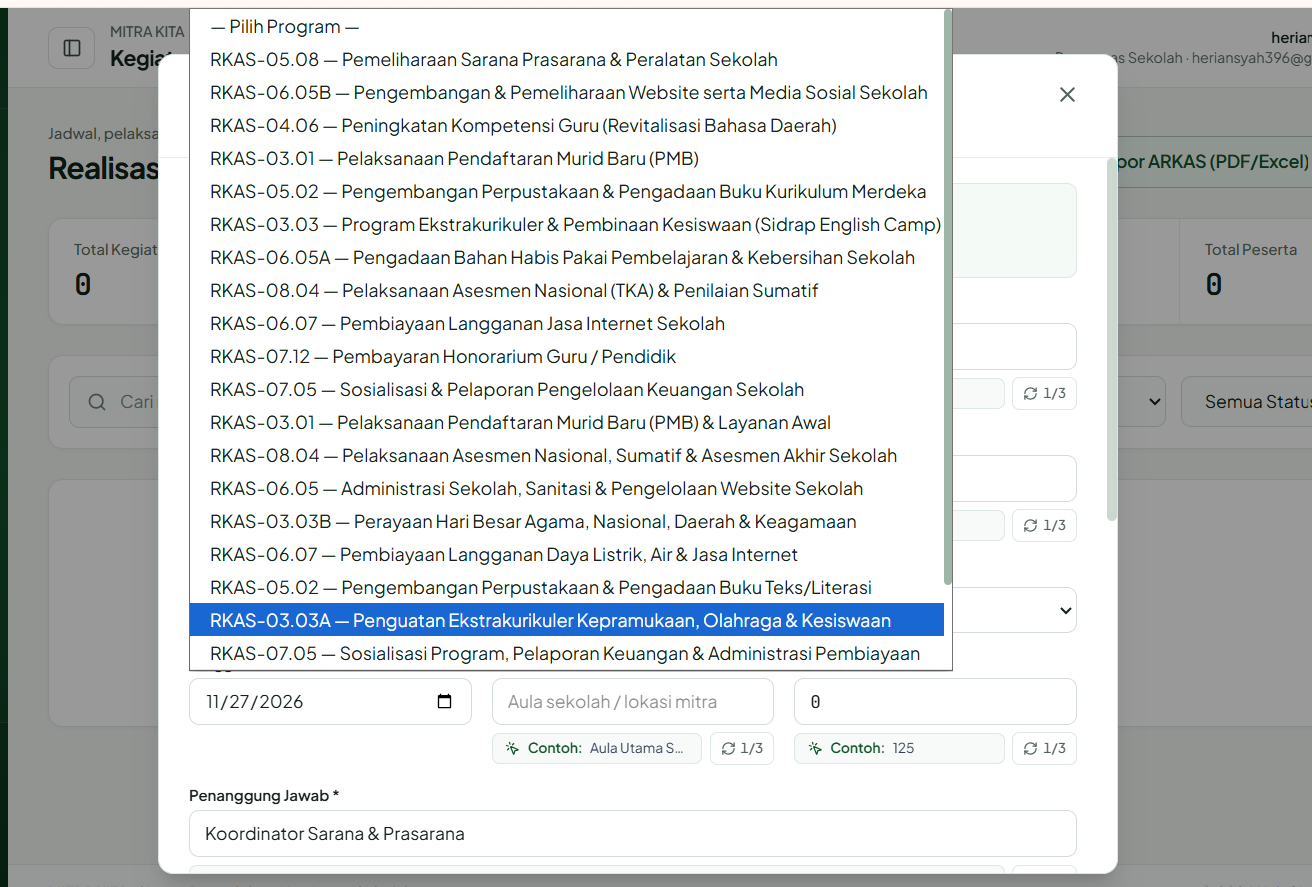 MITRA KITA
Kegiat
herian
as Sekolah · heriansyah396@g
Jadwal, pelaksa
Realisas
por ARKAS (PDF/Excel)
Total Kegiat
0
Total Peserta
0
Cari
Semua Status
— Pilih Program —
RKAS-05.08 — Pemeliharaan Sarana Prasarana & Peralatan Sekolah
RKAS-06.05B — Pengembangan & Pemeliharaan Website serta Media Sosial Sekolah
RKAS-04.06 — Peningkatan Kompetensi Guru (Revitalisasi Bahasa Daerah)
RKAS-03.01 — Pelaksanaan Pendaftaran Murid Baru (PMB)
RKAS-05.02 — Pengembangan Perpustakaan & Pengadaan Buku Kurikulum Merdeka
RKAS-03.03 — Program Ekstrakurikuler & Pembinaan Kesiswaan (Sidrap English Camp)
RKAS-06.05A — Pengadaan Bahan Habis Pakai Pembelajaran & Kebersihan Sekolah
RKAS-08.04 — Pelaksanaan Asesmen Nasional (TKA) & Penilaian Sumatif
RKAS-06.07 — Pembiayaan Langganan Jasa Internet Sekolah
RKAS-07.12 — Pembayaran Honorarium Guru / Pendidik
RKAS-07.05 — Sosialisasi & Pelaporan Pengelolaan Keuangan Sekolah
RKAS-03.01 — Pelaksanaan Pendaftaran Murid Baru (PMB) & Layanan Awal
RKAS-08.04 — Pelaksanaan Asesmen Nasional, Sumatif & Asesmen Akhir Sekolah
RKAS-06.05 — Administrasi Sekolah, Sanitasi & Pengelolaan Website Sekolah
RKAS-03.03B — Perayaan Hari Besar Agama, Nasional, Daerah & Keagamaan
RKAS-06.07 — Pembiayaan Langganan Daya Listrik, Air & Jasa Internet
RKAS-05.02 — Pengembangan Perpustakaan & Pengadaan Buku Teks/Literasi
RKAS-03.03A — Penguatan Ekstrakurikuler Kepramukaan, Olahraga & Kesiswaan
RKAS-07.05 — Sosialisasi Program, Pelaporan Keuangan & Administrasi Pembiayaan
1/3
1/3
11/27/2026
Aula sekolah / lokasi mitra
0
Contoh: Aula Utama S...
1/3
Contoh: 125
1/3
Penanggung Jawab *
Koordinator Sarana & Prasarana